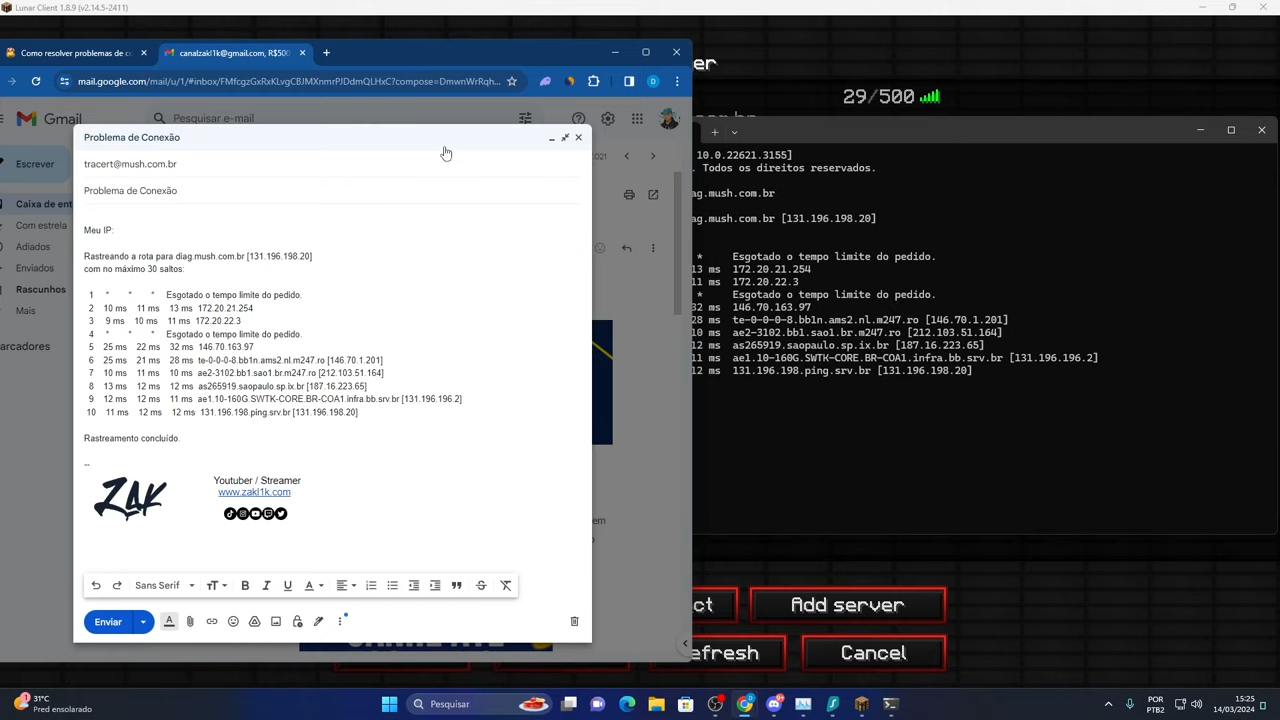 Lunar Client 1.8.9 (v2.14.5-2411)
Como resolver problemas de co
canalzakl1k@gmail.com, R$500
mail.google.com/mail/u/1/#inbox/FMfcgzGxRxKLvgCBJMXnmrPJDdmQLHxC?compose=DmwnWrRqh...
D
Gmail
Pesquisar e-mail
Escrever
Caixa de ent
Com estrela
Adiados
Enviados
Rascunhos
Mais
arcadores
Problema de Conexão
tracert@mush.com.br
Problema de Conexão
Meu IP:
Rastreando a rota para diag.mush.com.br [131.196.198.20]
com no máximo 30 saltos:
1 * * * Esgotado o tempo limite do pedido.
2 10 ms 11 ms 13 ms 172.20.21.254
3 9 ms 10 ms 11 ms 172.20.22.3
4 * * * Esgotado o tempo limite do pedido.
5 25 ms 22 ms 32 ms 146.70.163.97
6 25 ms 21 ms 28 ms te-0-0-0-8.bb1n.ams2.nl.m247.ro [146.70.1.201]
7 10 ms 11 ms 10 ms ae2-3102.bb1.sao1.br.m247.ro [212.103.51.164]
8 13 ms 12 ms 12 ms as265919.saopaulo.sp.ix.br [187.16.223.65]
9 12 ms 12 ms 11 ms ae1.10-160G.SWTK-CORE.BR-COA1.infra.bb.srv.br [131.196.196.2]
10 11 ms 12 ms 12 ms 131.196.198.ping.srv.br [131.196.198.20]
Rastreamento concluído.
--
ZAK
Youtuber / Streamer
www.zakl1k.com
Sans Serif
Enviar
.021
em
er
29/500
10.0.22621.3155]
. Todos os direitos reservados.
ag.mush.com.br
ag.mush.com.br [131.196.198.20]
* Esgotado o tempo limite do pedido.
13 ms 172.20.21.254
11 ms 172.20.22.3
* Esgotado o tempo limite do pedido.
32 ms 146.70.163.97
28 ms te-0-0-0-8.bb1n.ams2.nl.m247.ro [146.70.1.201]
10 ms ae2-3102.bb1.sao1.br.m247.ro [212.103.51.164]
12 ms as265919.saopaulo.sp.ix.br [187.16.223.65]
11 ms ae1.10-160G.SWTK-CORE.BR-COA1.infra.bb.srv.br [131.196.196.2]
12 ms 131.196.198.ping.srv.br [131.196.198.20]
ct
Add server
efresh
Cancel
31°C
Pred ensolarado
Pesquisar
POR
PTB2
15:25
14/03/2024